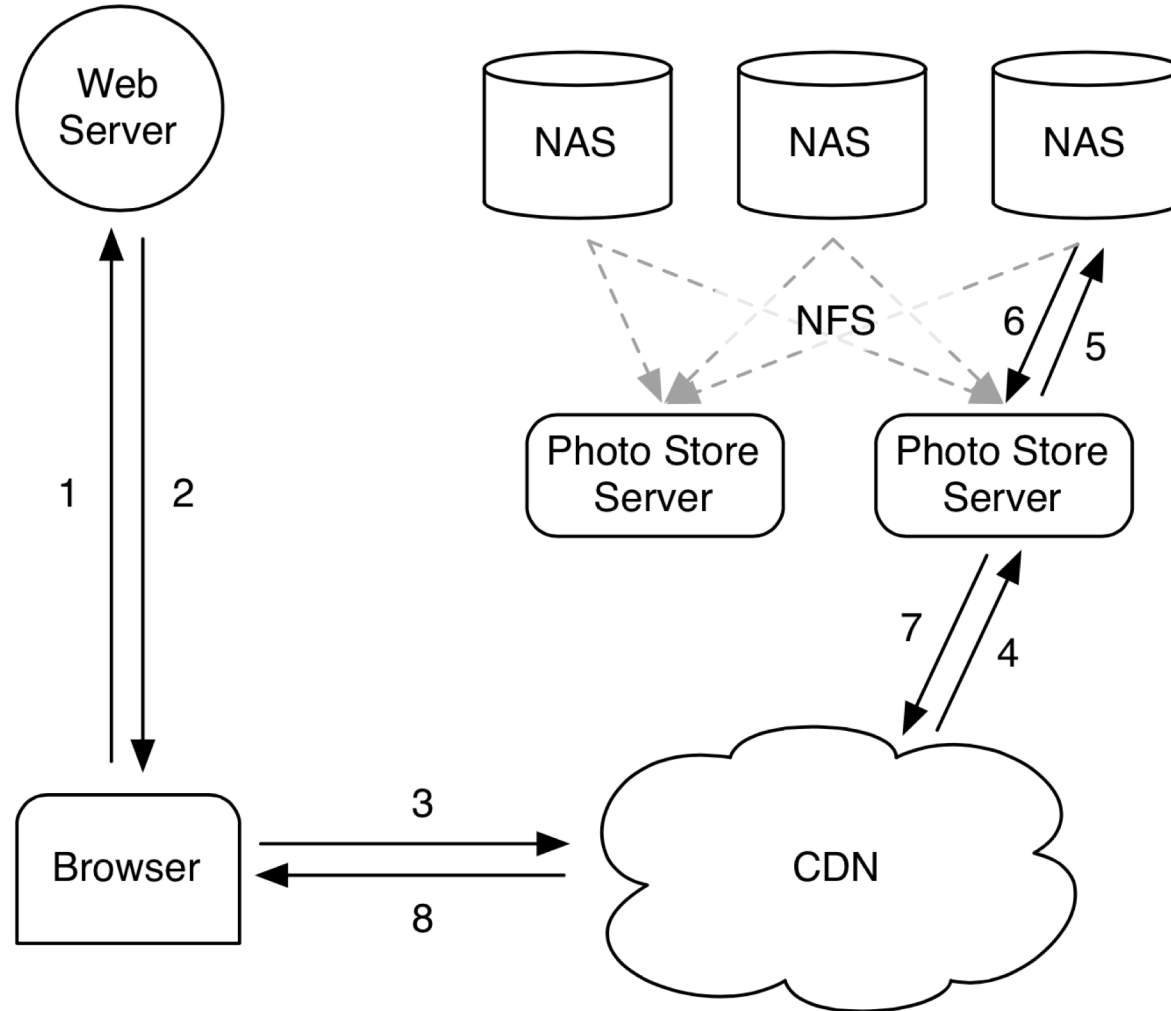 Web
Server
NAS
NAS
NAS
NFS
6
5
Photo Store
Server
Photo Store
Server
1
2
7
4
3
Browser
CDN
8